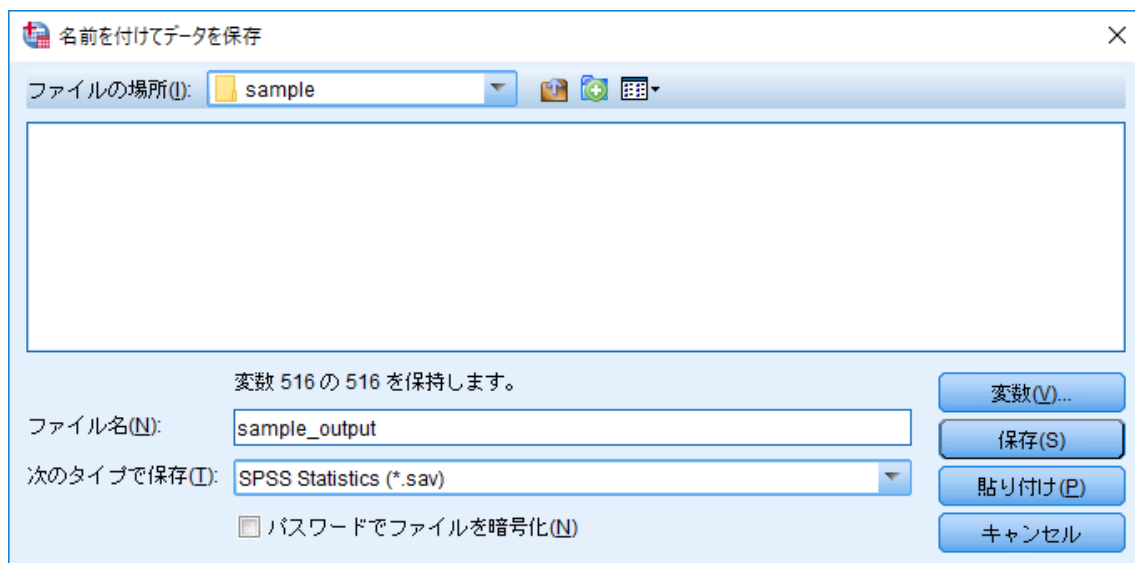 名前を付けてデータを保存
ファイルの場所(I): sample
変数 516 の 516 を保持します。
変数(V)...
ファイル名(N): sample_output
保存(S)
次のタイプで保存(T): SPSS Statistics (*.sav)
貼り付け(P)
パスワードでファイルを暗号化(N)
キャンセル